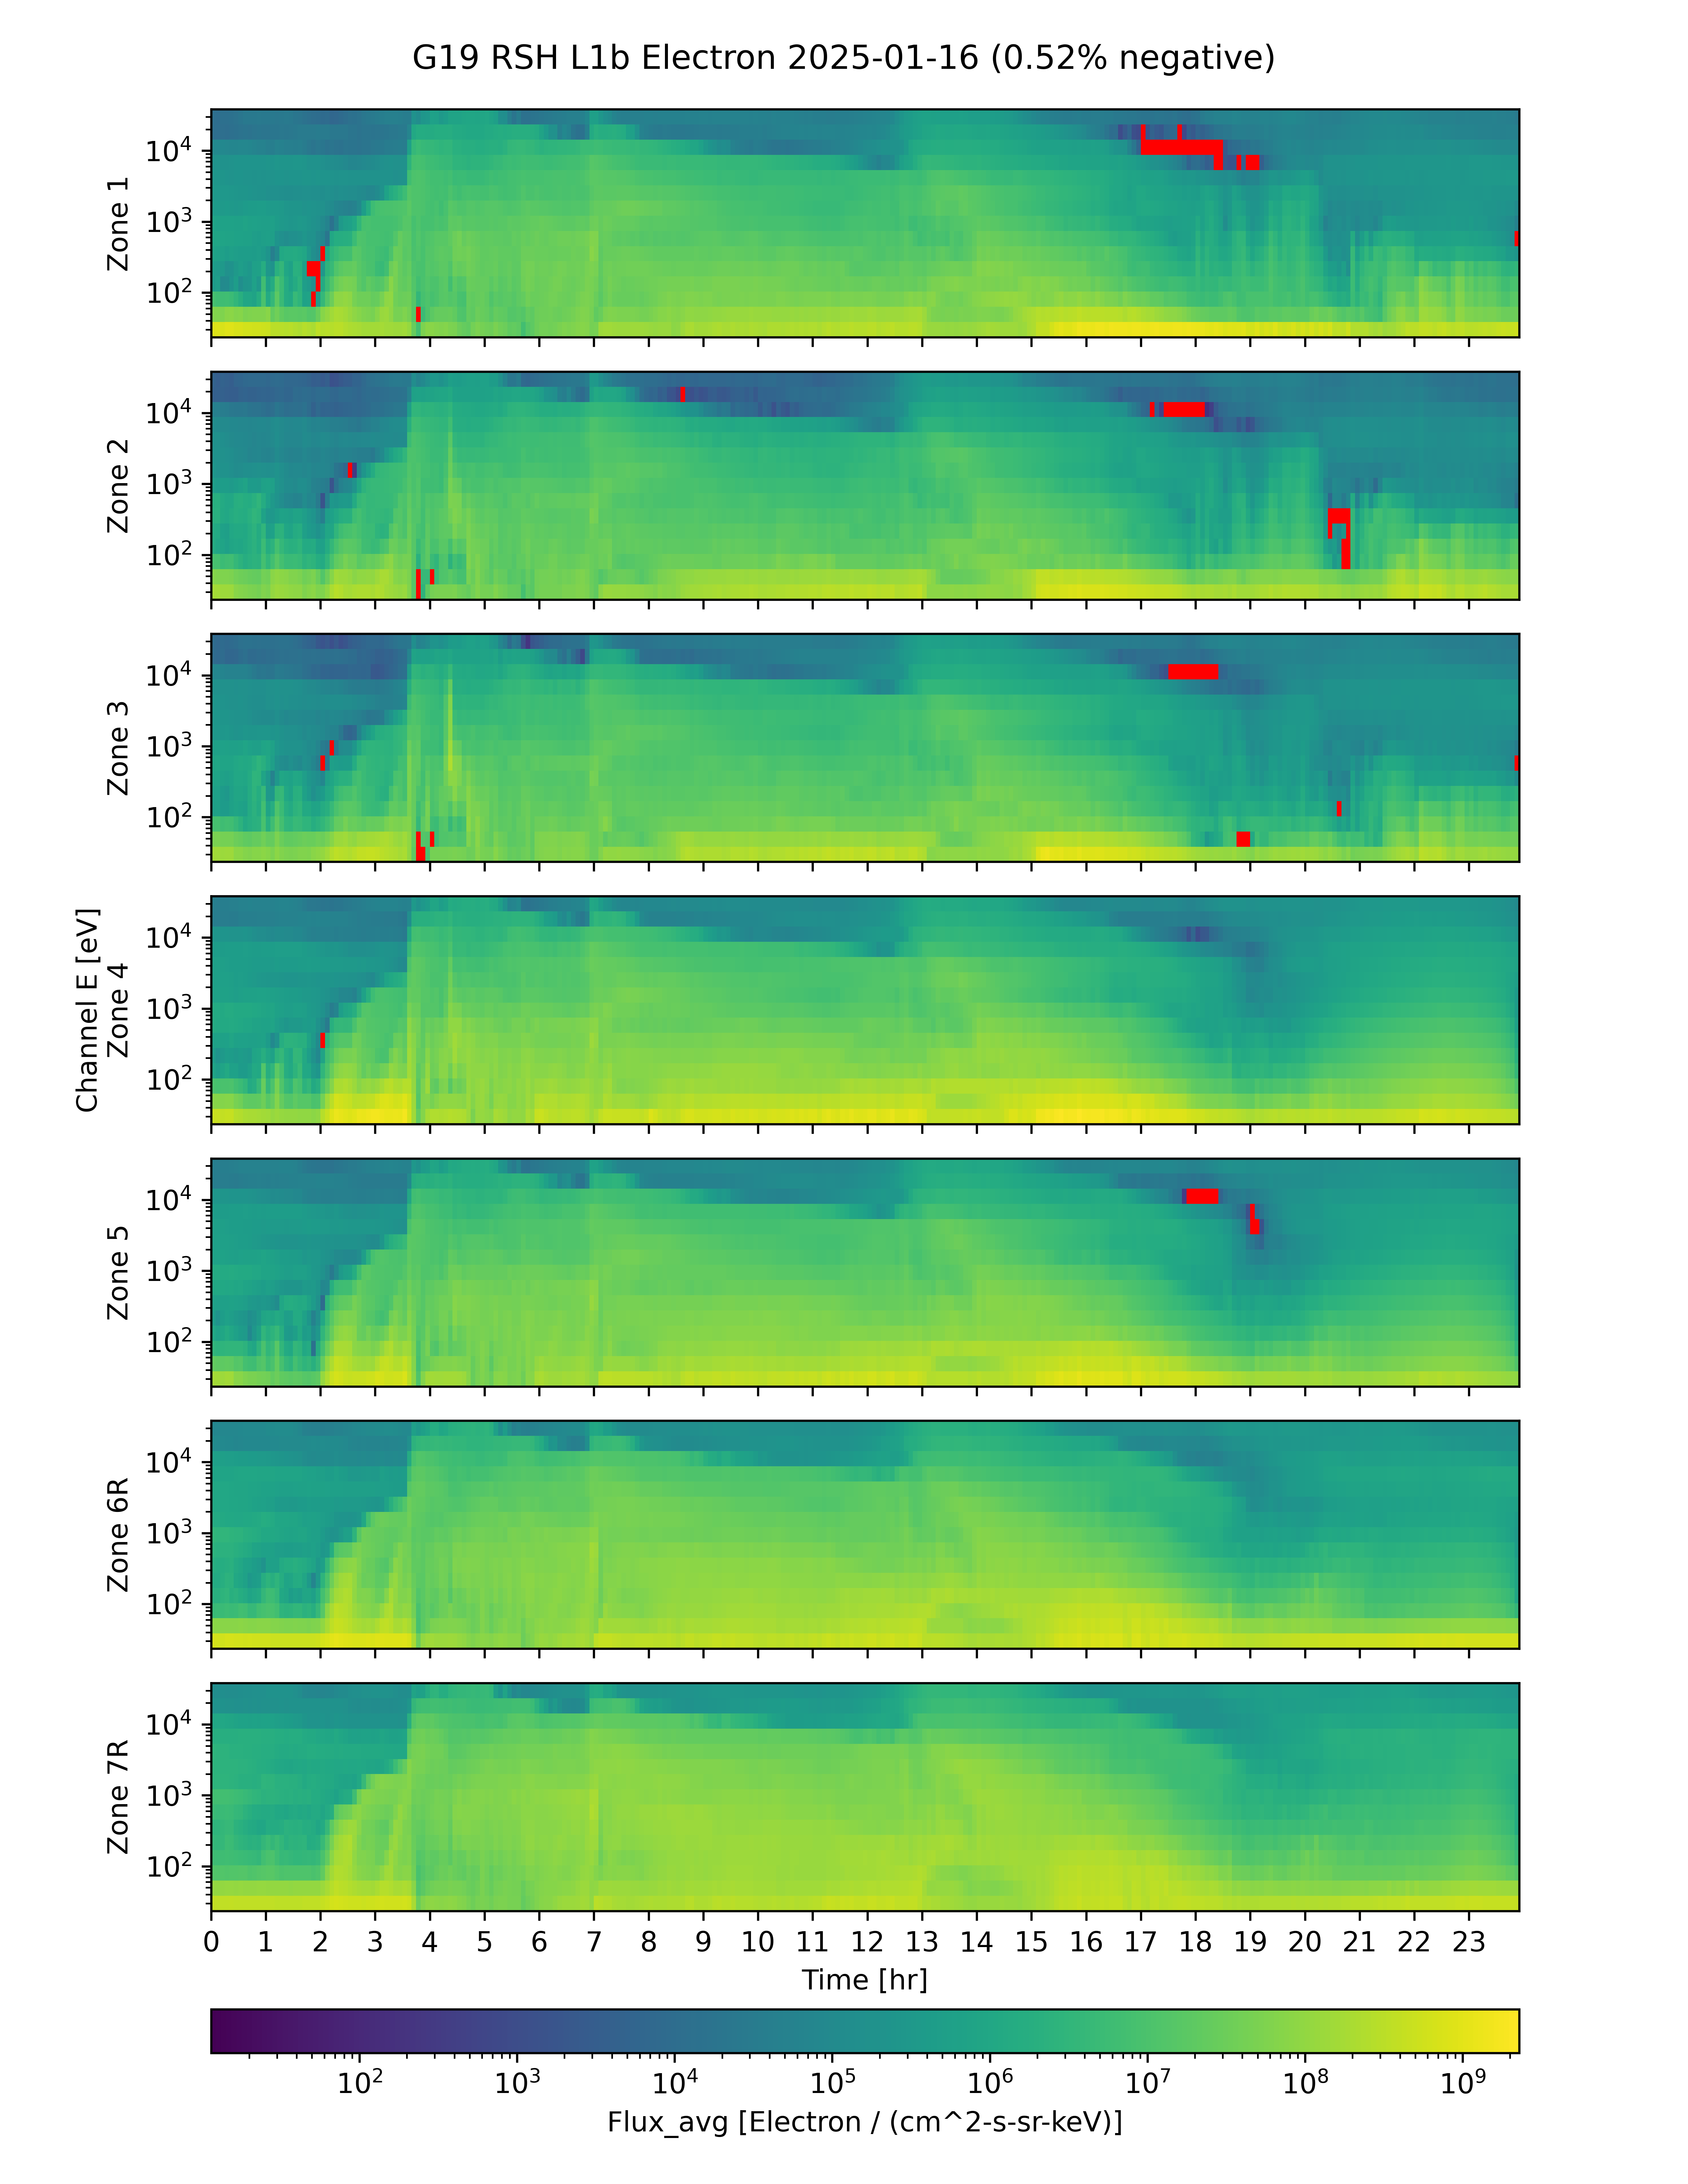 G19 RSH L1b Electron 2025-01-16 (0.52% negative)
Zone 1
10^4
10^3
10^2
Zone 2
10^4
10^3
10^2
Zone 3
10^4
10^3
10^2
Channel E [eV]
Zone 4
10^4
10^3
10^2
Zone 5
10^4
10^3
10^2
Zone 6R
10^4
10^3
10^2
Zone 7R
10^4
10^3
10^2
0 1 2 3 4 5 6 7 8 9 10 11 12 13 14 15 16 17 18 19 20 21 22 23
Time [hr]
10^2 10^3 10^4 10^5 10^6 10^7 10^8 10^9
Flux_avg [Electron / (cm^2-s-sr-keV)]